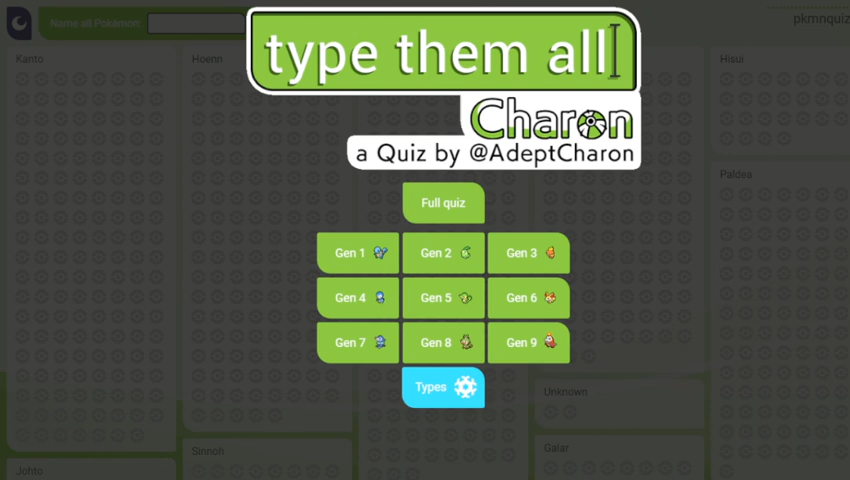 Name all Pokémon:
pkmnquiz
type them all
Charon
a Quiz by @AdeptCharon
Kanto
Hoenn
Hisui
Paldea
Full quiz
Gen 1
Gen 2
Gen 3
Gen 4
Gen 5
Gen 6
Gen 7
Gen 8
Gen 9
Types
Unknown
Galar
Sinnoh
Johto